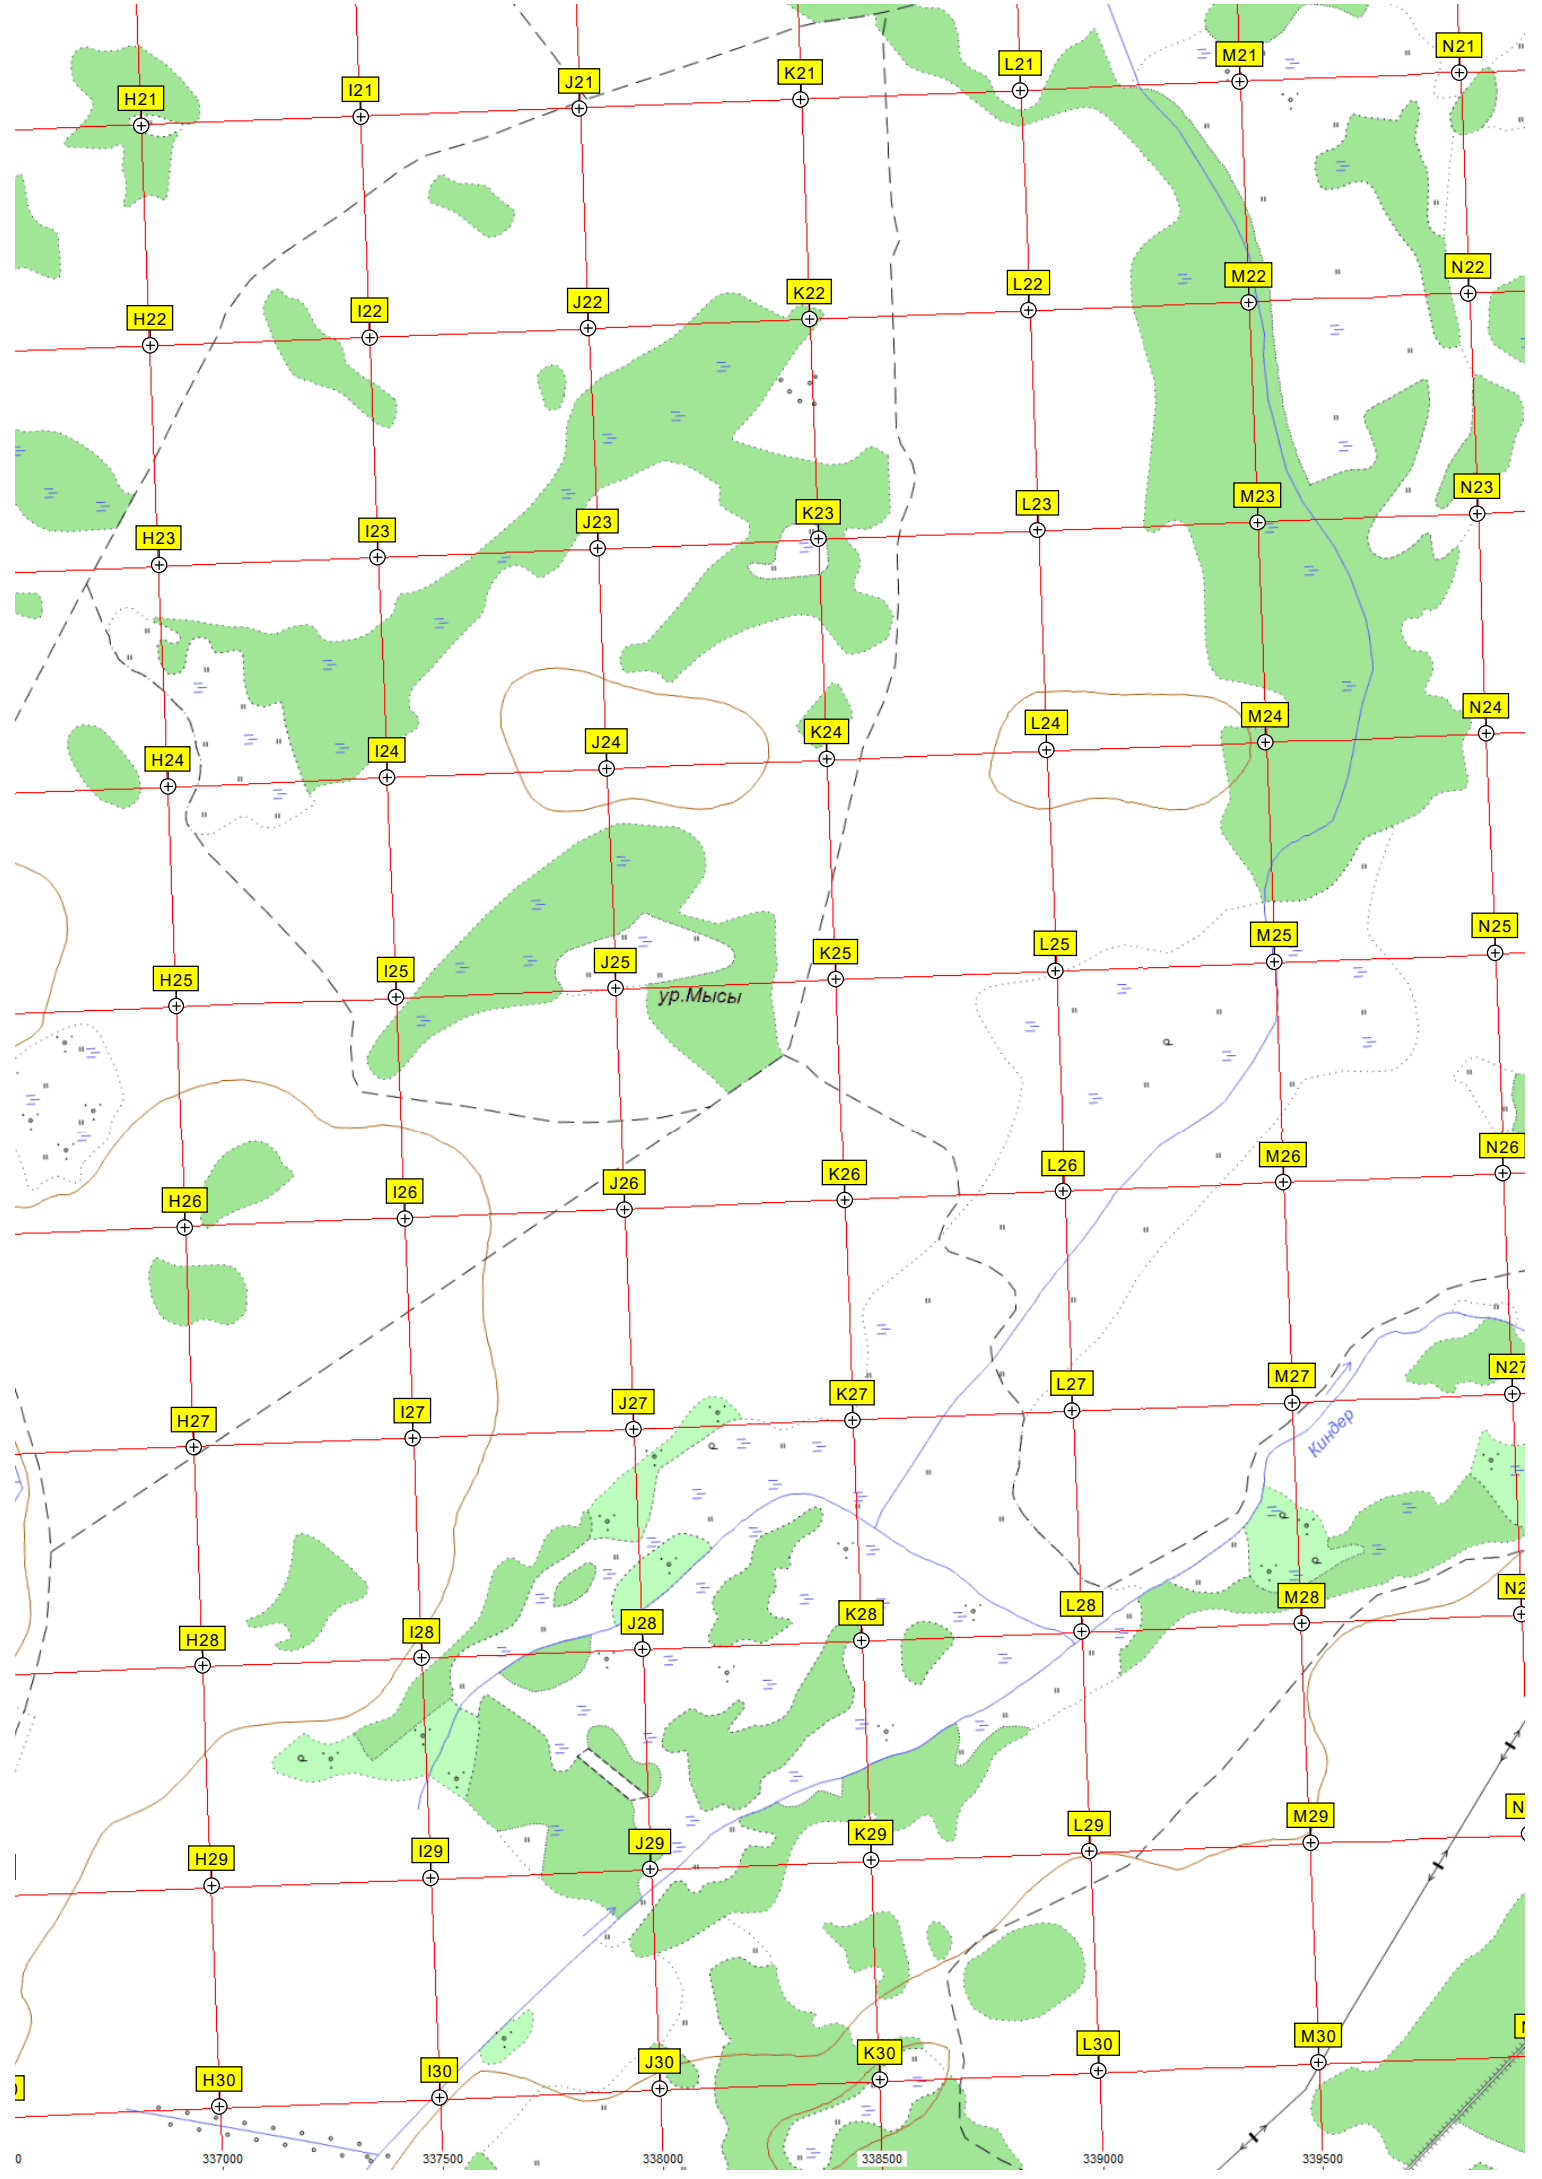 H21 I21 J21 K21 L21 M21 N21
H22 I22 J22 K22 L22 M22 N22
H23 I23 J23 K23 L23 M23 N23
H24 I24 J24 K24 L24 M24 N24
H25 I25 J25 K25 L25 M25 N25
ур.Мысы
H26 I26 J26 K26 L26 M26 N26
H27 I27 J27 K27 L27 M27 N27
Киндер
H28 I28 J28 K28 L28 M28 N2
H29 I29 J29 K29 L29 M29 N
H30 I30 J30 K30 L30 M30
0 337000 337500 338000 338500 339000 339500